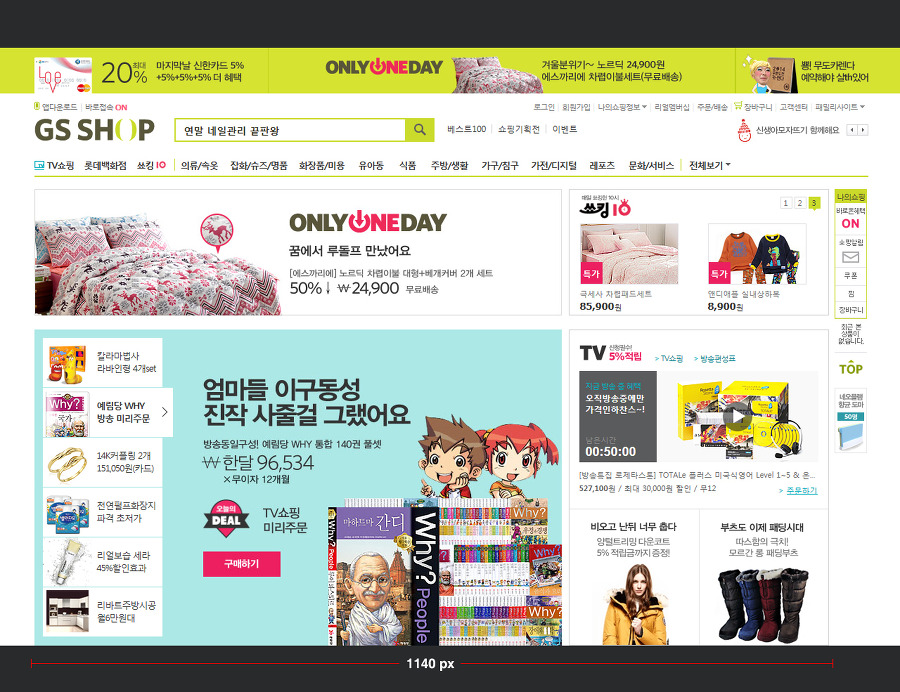 20% 최대
마지막날 신한카드 5%
+5%+5%+5% 더 혜택
ONLY ONE DAY
겨울분위기~ 노르딕 24,900원
에스까리에 차렵이불세트(무료배송)
뿅! 무도카렌다
예약해야 살th있어
앱다운로드 바로접속 ON
로그인 회원가입 나의쇼핑정보 리얼멤버십 주문/배송 장바구니 고객센터 패밀리사이트
GS SHOP
연말 네일관리 끝판왕
베스트100 쇼핑기획전 이벤트
신생아모자뜨기 함께해요
TV쇼핑 롯데백화점 쇼킹10 의류/속옷 잡화/슈즈/명품 화장품/미용 유아동 식품 주방/생활 가구/침구 가전/디지털 레포츠 문화/서비스 전체보기
ONLY ONE DAY
꿈에서 루돌프 만났어요
[에스까리에] 노르딕 차렵이불 대형+베개커버 2개 세트
50%↓ ₩24,900 무료배송
매일 쇼킹한 10시
쇼킹10
1 2 3
특가
극세사 차렵패드세트
85,900원
특가
앤디애플 실내상하복
8,900원
나의쇼핑
바로온혜택
ON
쇼핑알림
쿠폰
찜
장바구니
최근 본
상품이
없습니다.
TOP
네오플램
항균 도마
50명
칼라마법사
라바인형 4개set
Why?
예림당 WHY
방송 미리주문
14K커플링 2개
151,050원(카드)
전연필화장지
파격 초저가
리얼보습 세라
45%할인효과
리바트주방시공
월6만원대
엄마들 이구동성
진작 사줄걸 그랬어요
방송동일구성! 예림당 WHY 통합 140권 풀셋
₩한달 96,534
×무이자 12개월
오늘의
DEAL
TV쇼핑
미리주문
구매하기
마하트마 간디
Why? People
Why?
TV 신청필수!
5%적립
> TV쇼핑 > 방송편성표
지금 방송 중 혜택
오직방송중에만
가격인하찬스~!
남은시간
00:50:00
[방송특집 로제타스톤] TOTALe 플러스 미국식영어 Level 1~5 & 온...
527,100원 / 최대 30,000원 할인 / 무12
> 주문하기
비오고 난뒤 너무 춥다
양털트리밍 다운코트
5% 적립금까지 증정!
부츠도 이제 패딩시대
따스함의 극치!
모르간 롱 패딩부츠
1140 px